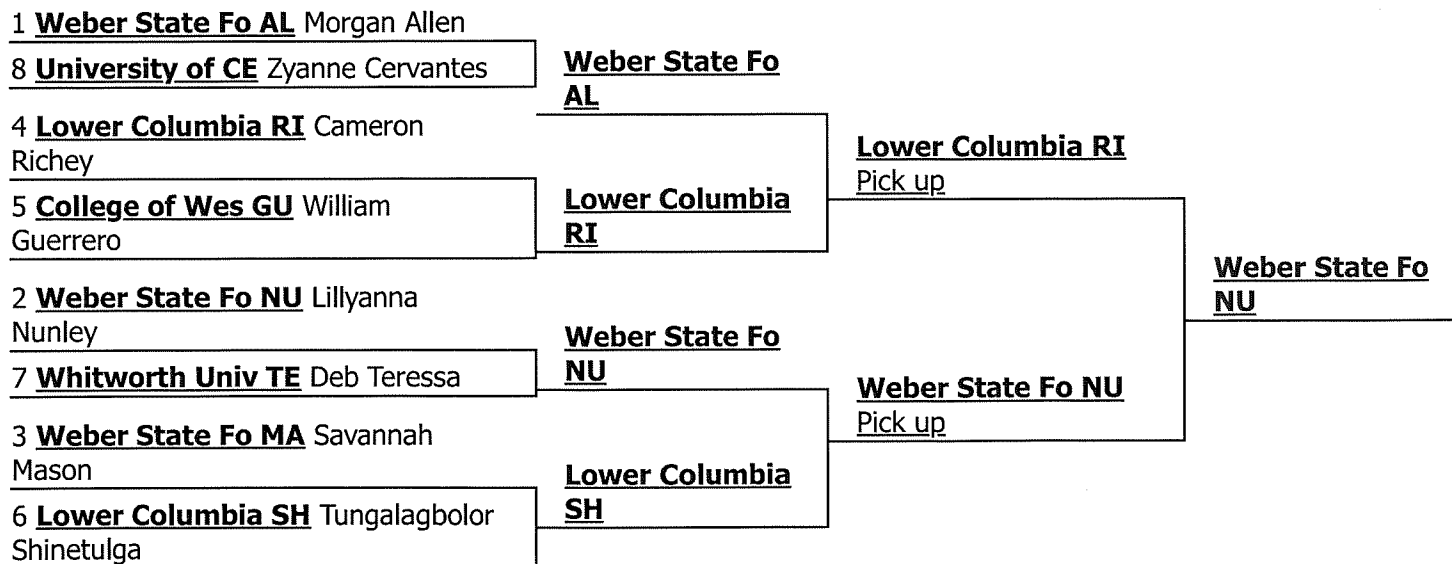 1 Weber State Fo AL Morgan Allen
8 University of CE Zyanne Cervantes
4 Lower Columbia RI Cameron
Richey
5 College of Wes GU William
Guerrero
2 Weber State Fo NU Lillyanna
Nunley
7 Whitworth Univ TE Deb Teressa
3 Weber State Fo MA Savannah
Mason
6 Lower Columbia SH Tungalagbolor
Shinetulga
Weber State Fo
AL
Lower Columbia
RI
Weber State Fo
NU
Lower Columbia
SH
Lower Columbia RI
Pick up
Weber State Fo NU
Pick up
Weber State Fo
NU